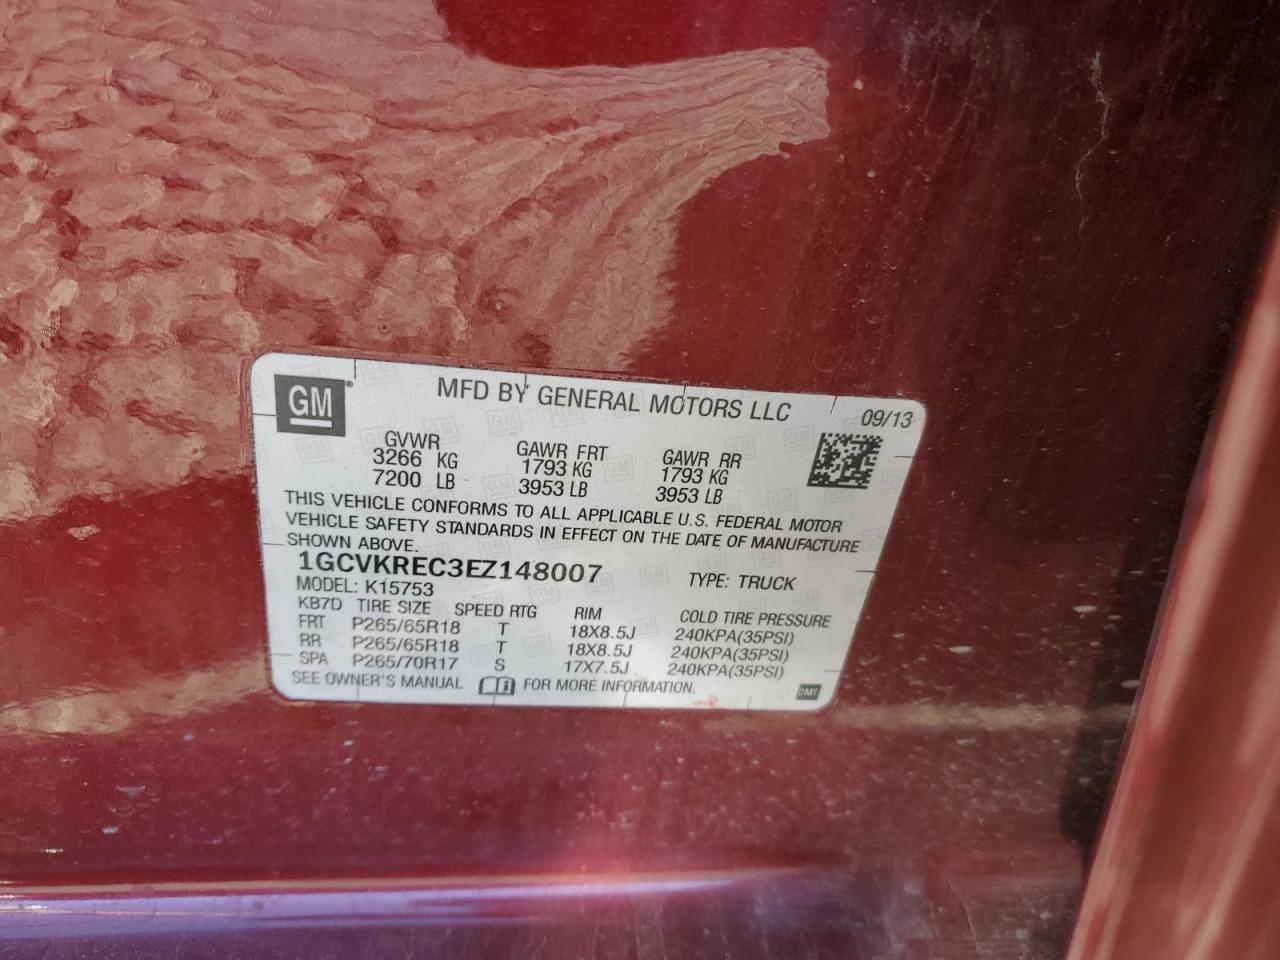 GM
MFD BY GENERAL MOTORS LLC 09/13
GVWR GAWR FRT GAWR RR
3266 KG 1793 KG 1793 KG
7200 LB 3953 LB 3953 LB
THIS VEHICLE CONFORMS TO ALL APPLICABLE U.S. FEDERAL MOTOR
VEHICLE SAFETY STANDARDS IN EFFECT ON THE DATE OF MANUFACTURE
SHOWN ABOVE.
1GCVKREC3EZ148007 TYPE: TRUCK
MODEL: K15753
KB7D TIRE SIZE SPEED RTG RIM COLD TIRE PRESSURE
FRT P265/65R18 T 18X8.5J 240KPA(35PSI)
RR P265/65R18 T 18X8.5J 240KPA(35PSI)
SPA P265/70R17 S 17X7.5J 240KPA(35PSI)
SEE OWNER'S MANUAL FOR MORE INFORMATION. DMT